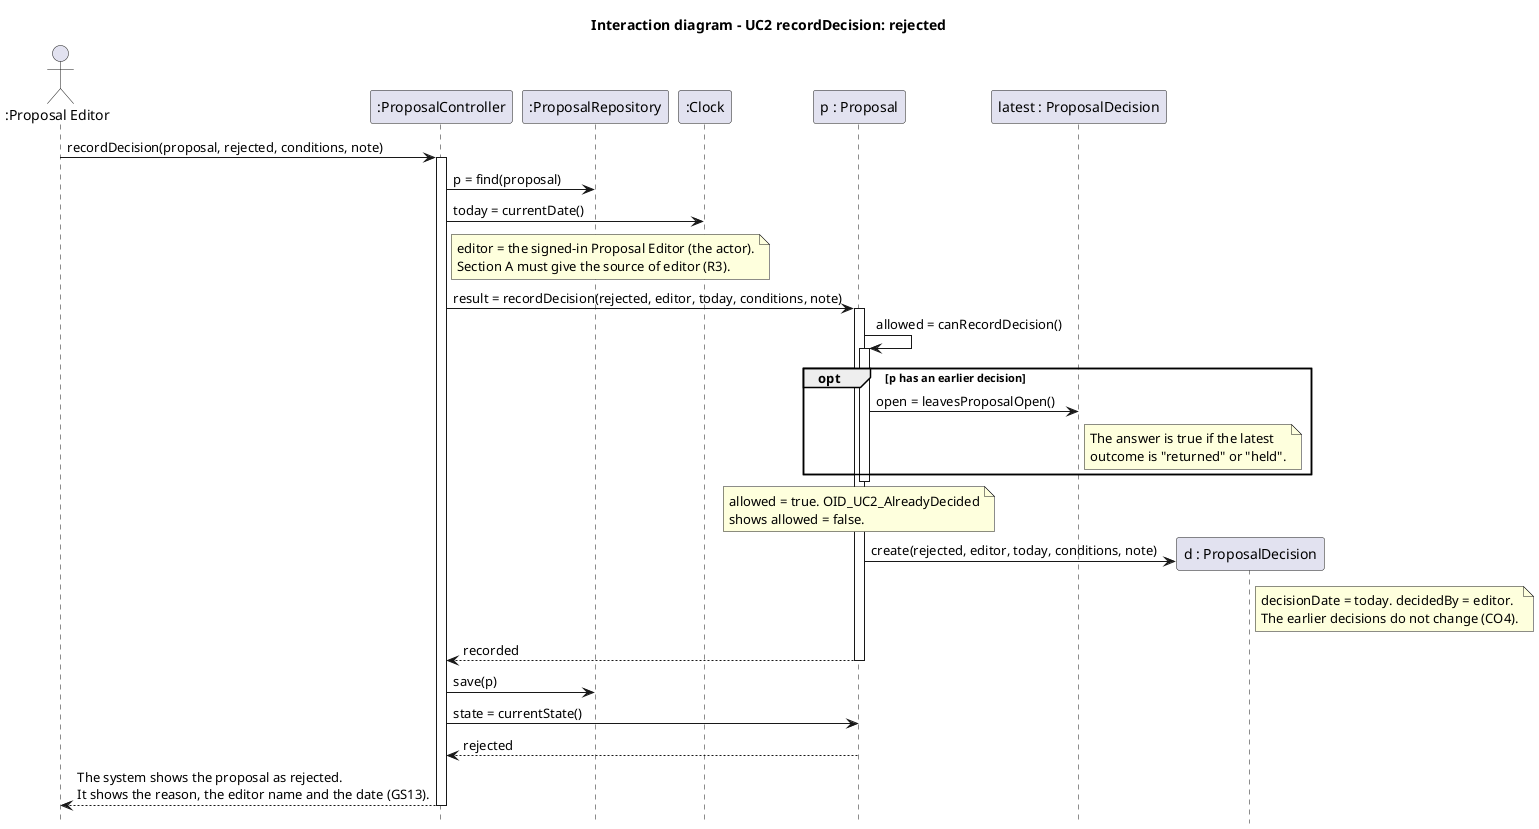 Interaction diagram - UC2 recordDecision: rejected
:Proposal Editor
:ProposalController
:ProposalRepository
:Clock
p : Proposal
latest : ProposalDecision
recordDecision(proposal, rejected, conditions, note)
p = find(proposal)
today = currentDate()
editor = the signed-in Proposal Editor (the actor).
Section A must give the source of editor (R3).
result = recordDecision(rejected, editor, today, conditions, note)
allowed = canRecordDecision()
opt
[p has an earlier decision]
open = leavesProposalOpen()
The answer is true if the latest
outcome is "returned" or "held".
allowed = true. OID_UC2_AlreadyDecided
shows allowed = false.
create(rejected, editor, today, conditions, note)
d : ProposalDecision
decisionDate = today. decidedBy = editor.
The earlier decisions do not change (CO4).
recorded
save(p)
state = currentState()
rejected
The system shows the proposal as rejected.
It shows the reason, the editor name and the date (GS13).